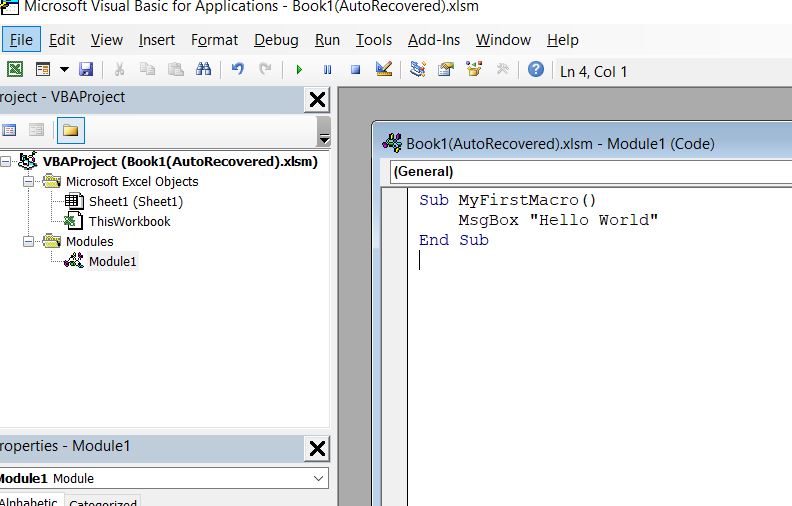 Microsoft Visual Basic for Applications - Book1(AutoRecovered).xlsm
File Edit View Insert Format Debug Run Tools Add-Ins Window Help
Ln 4, Col 1
roject - VBAProject
VBAProject (Book1(AutoRecovered).xlsm)
Microsoft Excel Objects
Sheet1 (Sheet1)
ThisWorkbook
Modules
Module1
Book1(AutoRecovered).xlsm - Module1 (Code)
(General)
Sub MyFirstMacro()
MsgBox "Hello World"
End Sub
roperties - Module1
Module1 Module
Alphabetic Categorized